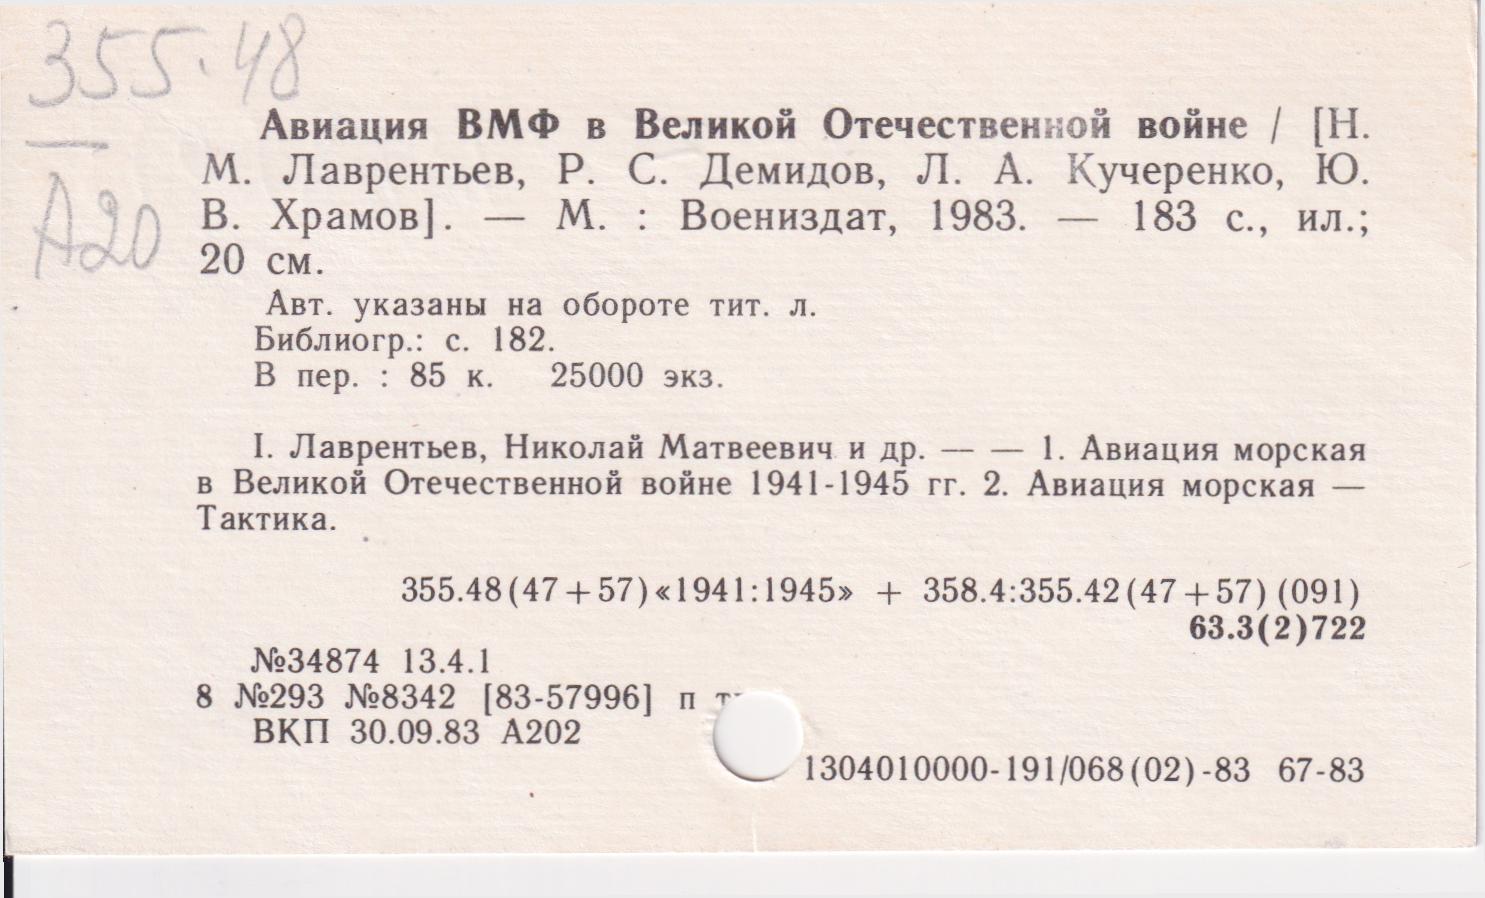 355.48
А20
Авиация ВМФ в Великой Отечественной войне / [Н.
М. Лаврентьев, Р. С. Демидов, Л. А. Кучеренко, Ю.
В. Храмов]. — М. : Воениздат, 1983. — 183 с., ил.;
20 см.
Авт. указаны на обороте тит. л.
Библиогр.: с. 182.
В пер. : 85 к. 25000 экз.
I. Лаврентьев, Николай Матвеевич и др. — — 1. Авиация морская
в Великой Отечественной войне 1941-1945 гг. 2. Авиация морская —
Тактика.
355.48(47+57)«1941:1945» + 358.4:355.42(47+57)(091)
63.3(2)722
№34874 13.4.1
8 №293 №8342 [83-57996] п
ВКП 30.09.83 А202
1304010000-191/068(02)-83 67-83